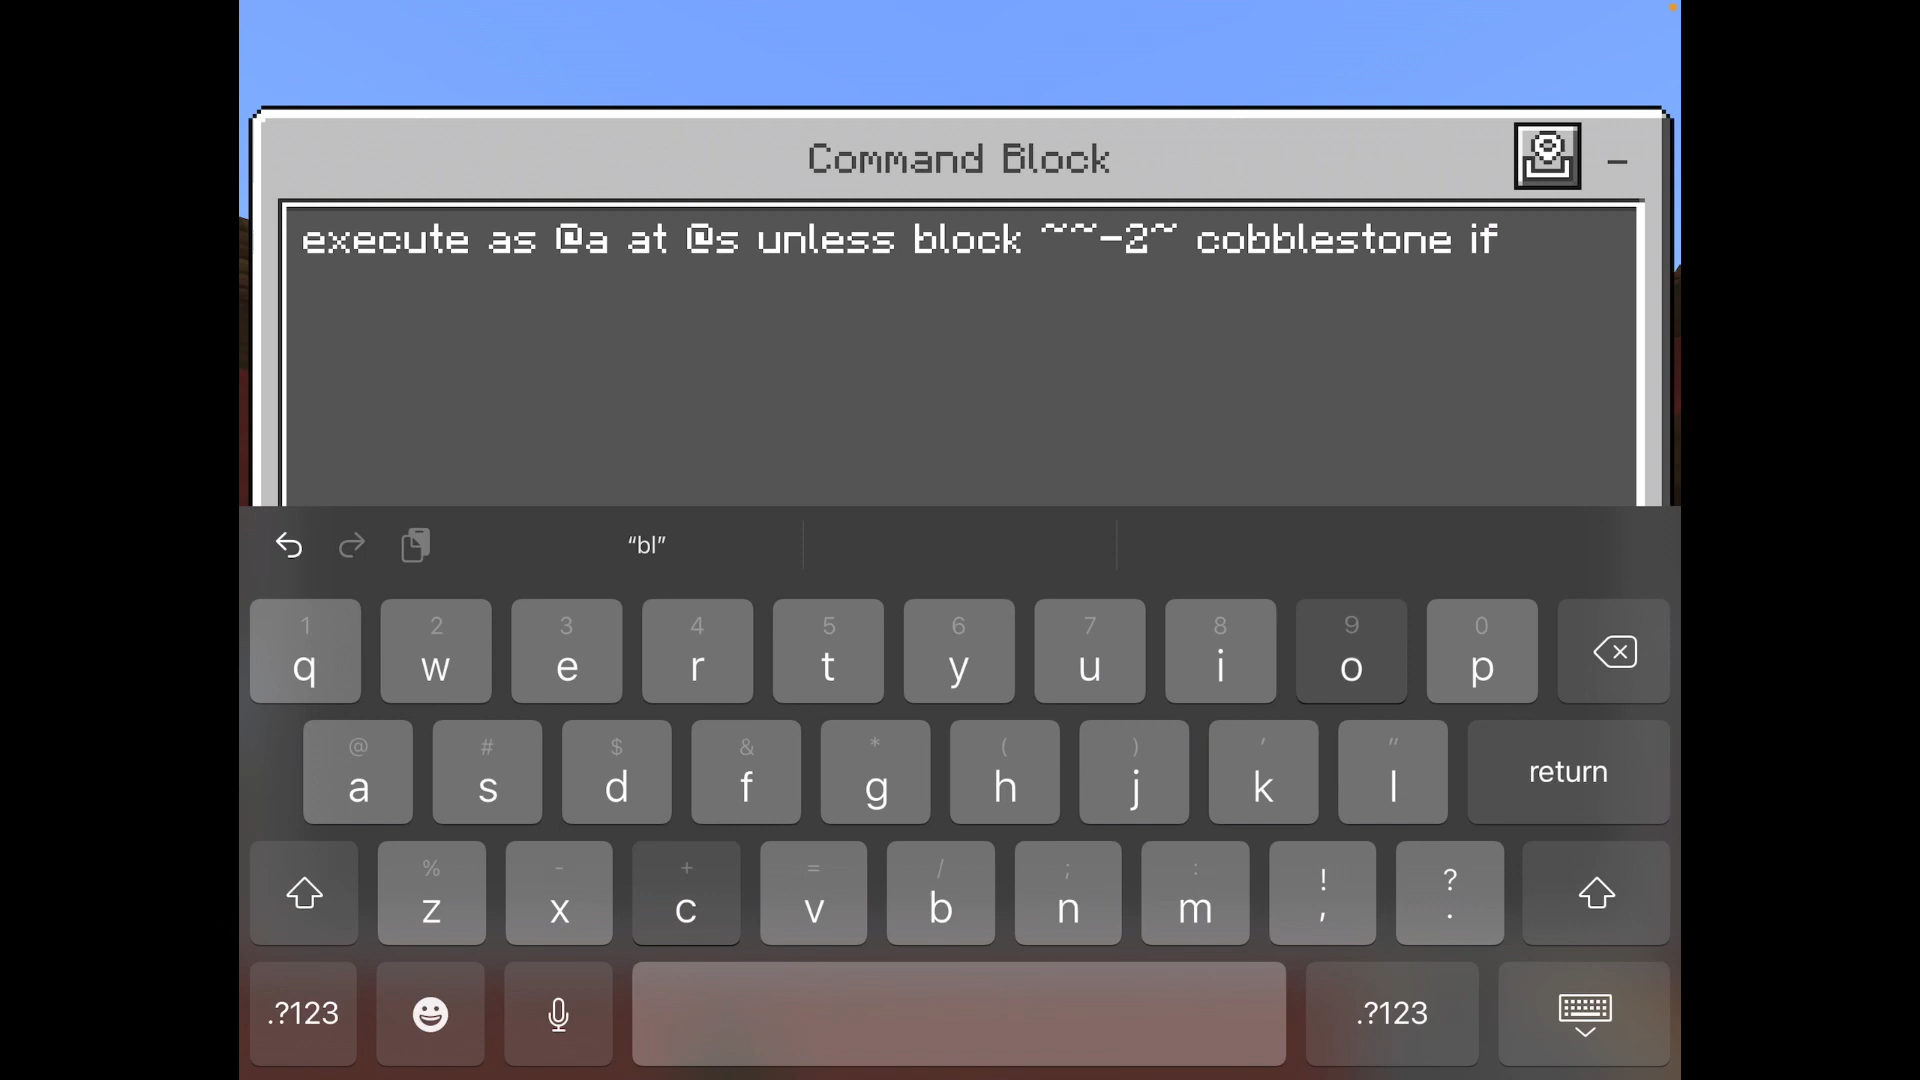 Command Block
execute as @a at @s unless block ~~-2~ cobblestone if
“bl”
1 2 3 4 5 6 7 8 9 0
q w e r t y u i o p
@ # $ & * ( ) ' "
a s d f g h j k l return
% - + = / ; : ! ?
z x c v b n m , .
.?123 .?123